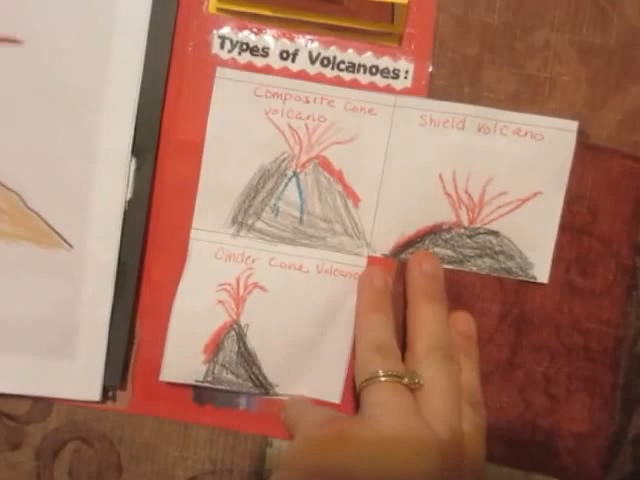 Types of Volcanoes:
Composite Cone
volcano
Shield volcano
Cinder Cone Volcano